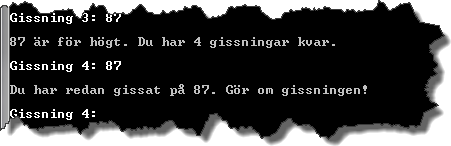 Gissning 3: 87
87 är för högt. Du har 4 gissningar kvar.
Gissning 4: 87
Du har redan gissat på 87. Gör om gissningen!
Gissning 4: